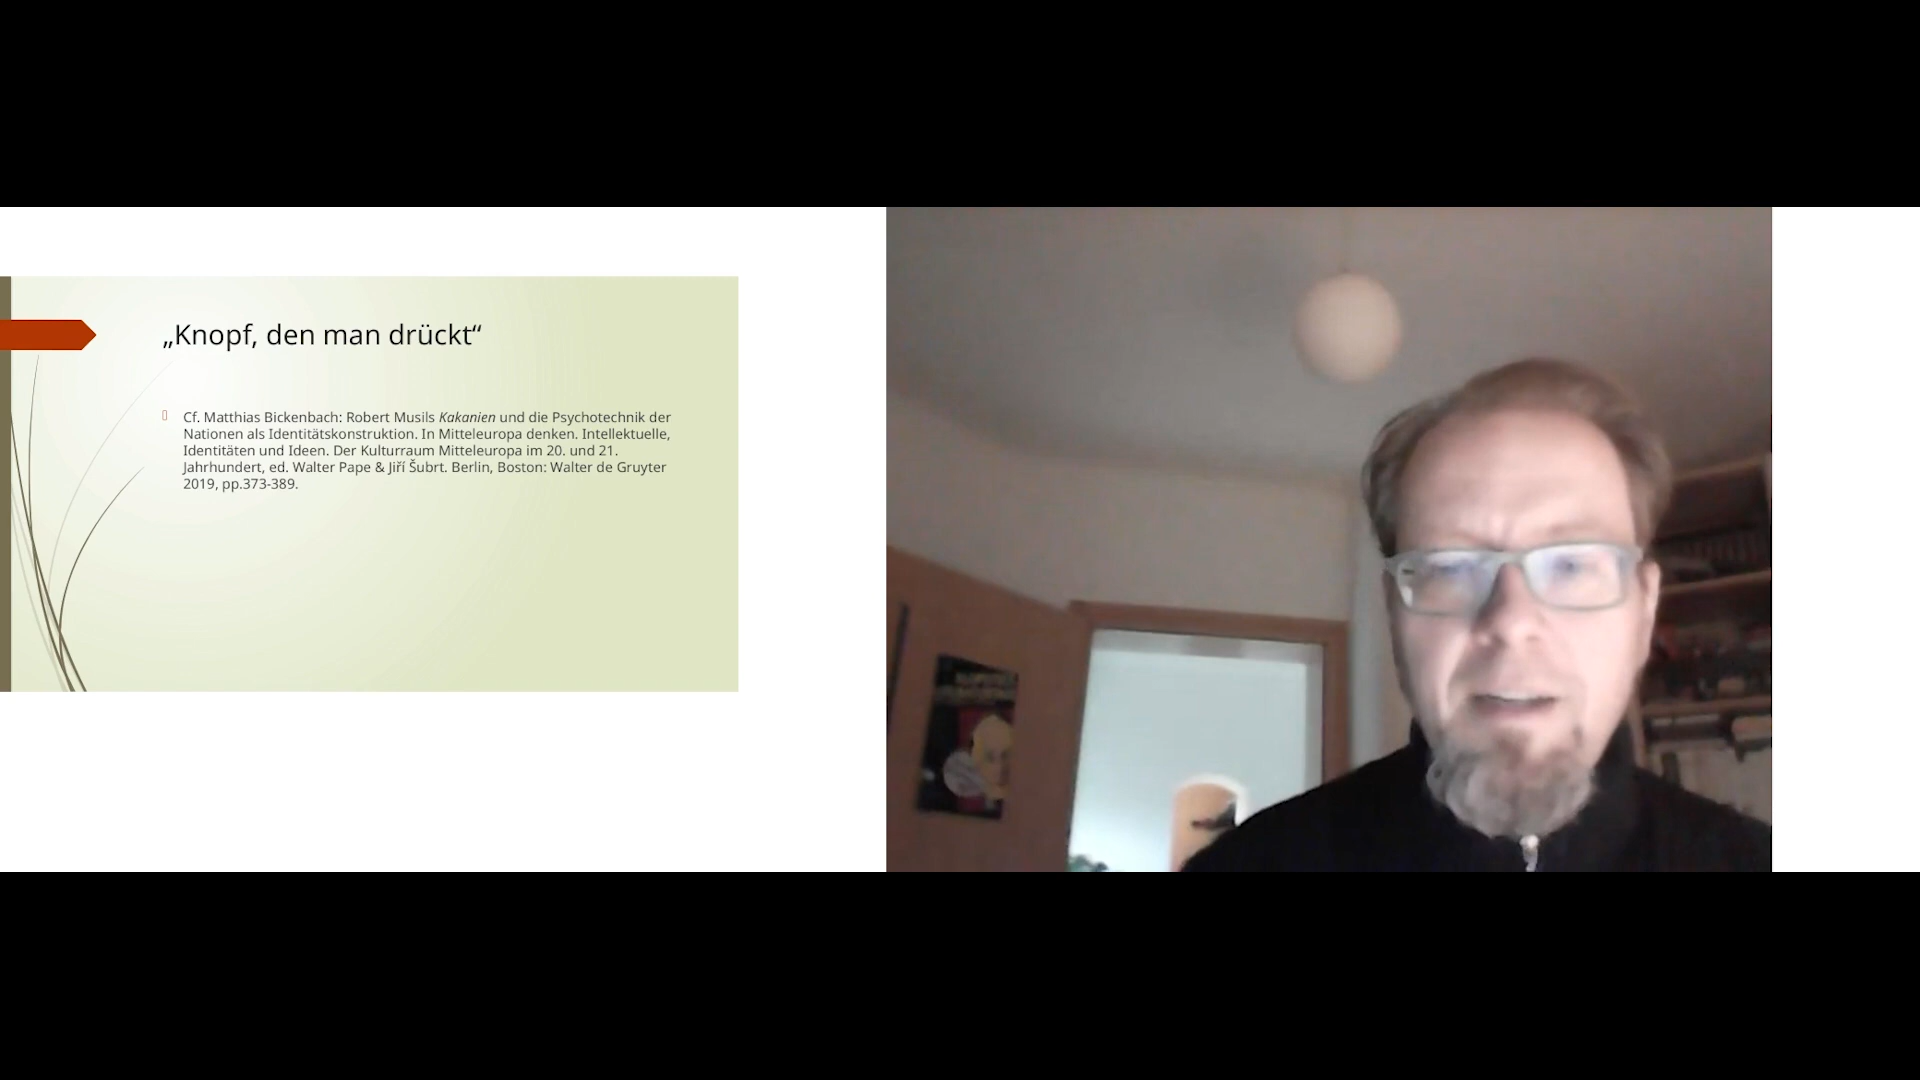 „Knopf, den man drückt“
Cf. Matthias Bickenbach: Robert Musils Kakanien und die Psychotechnik der
Nationen als Identitätskonstruktion. In Mitteleuropa denken. Intellektuelle,
Identitäten und Ideen. Der Kulturraum Mitteleuropa im 20. und 21.
Jahrhundert, ed. Walter Pape & Jiří Šubrt. Berlin, Boston: Walter de Gruyter
2019, pp.373-389.